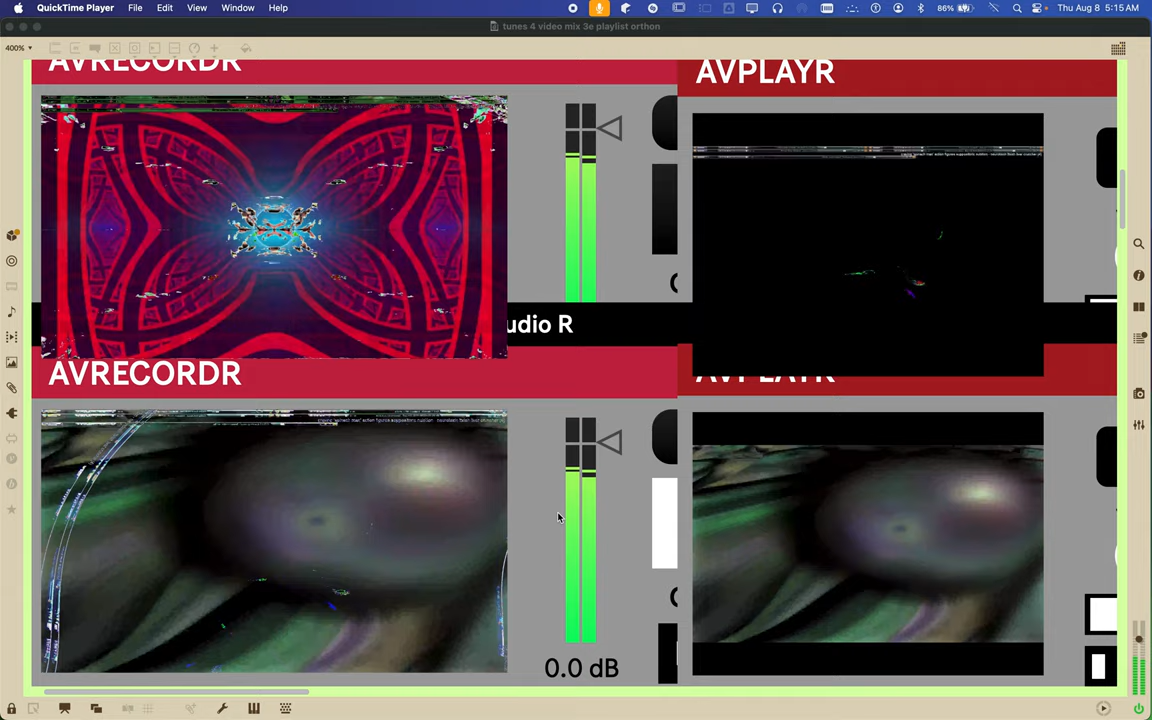 QuickTime Player File Edit View Window Help 86% Thu Aug 8 5:15 AM
tunes 4 video mix 3e playlist orthon
400%
AVRECORDR
AVPLAYR
udio R
AVRECORDR
AVPLAYR
0.0 dB